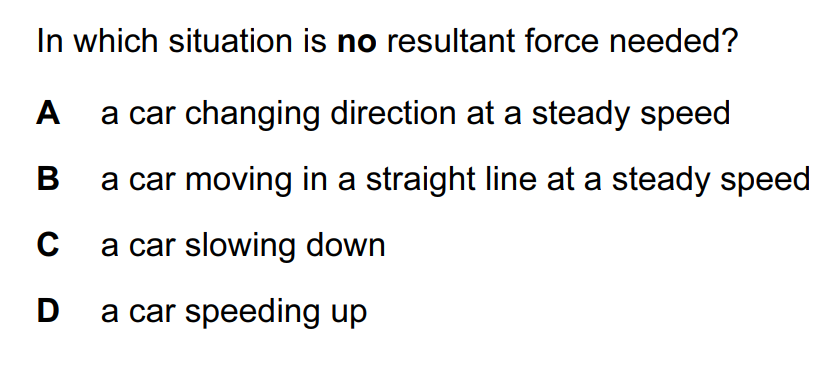 In which situation is no resultant force needed?
A a car changing direction at a steady speed
B a car moving in a straight line at a steady speed
C a car slowing down
D a car speeding up